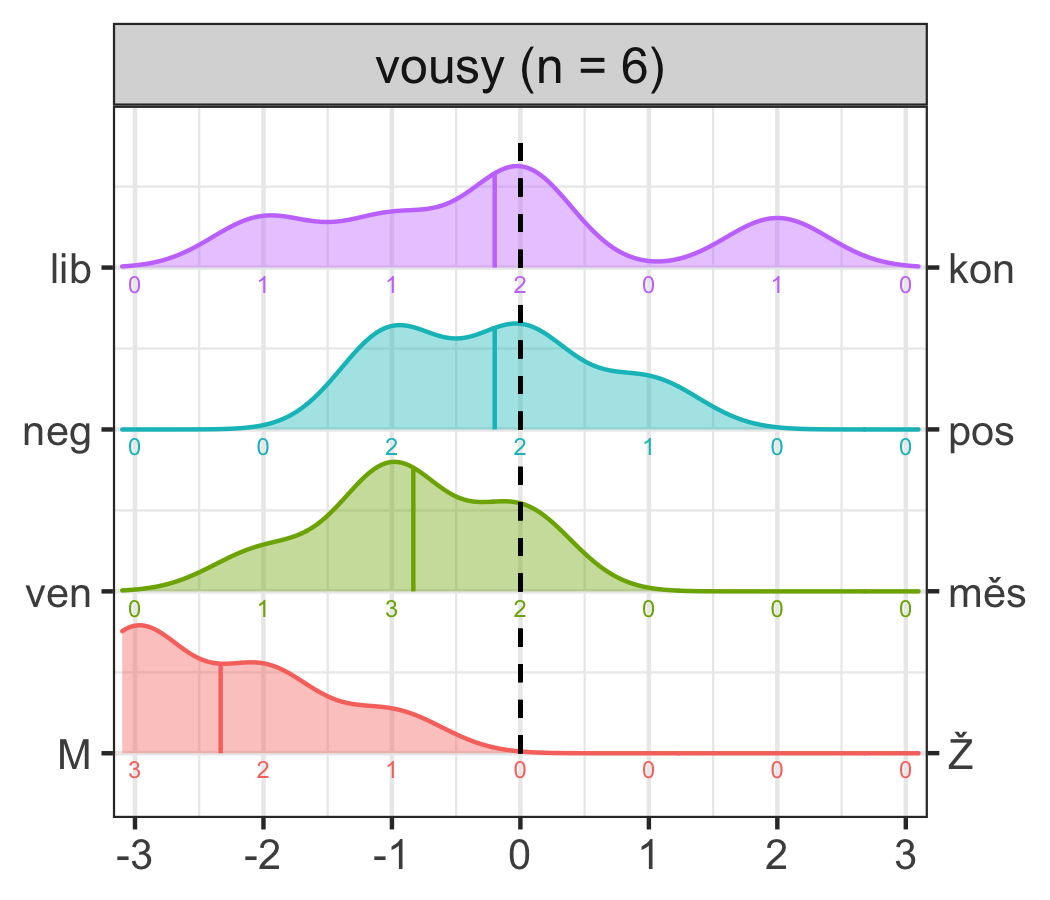 vousy (n = 6)
lib kon
0 1 1 2 0 1 0
neg pos
0 0 2 2 1 0 0
ven měs
0 1 3 2 0 0 0
M Ž
3 2 1 0 0 0 0
-3 -2 -1 0 1 2 3